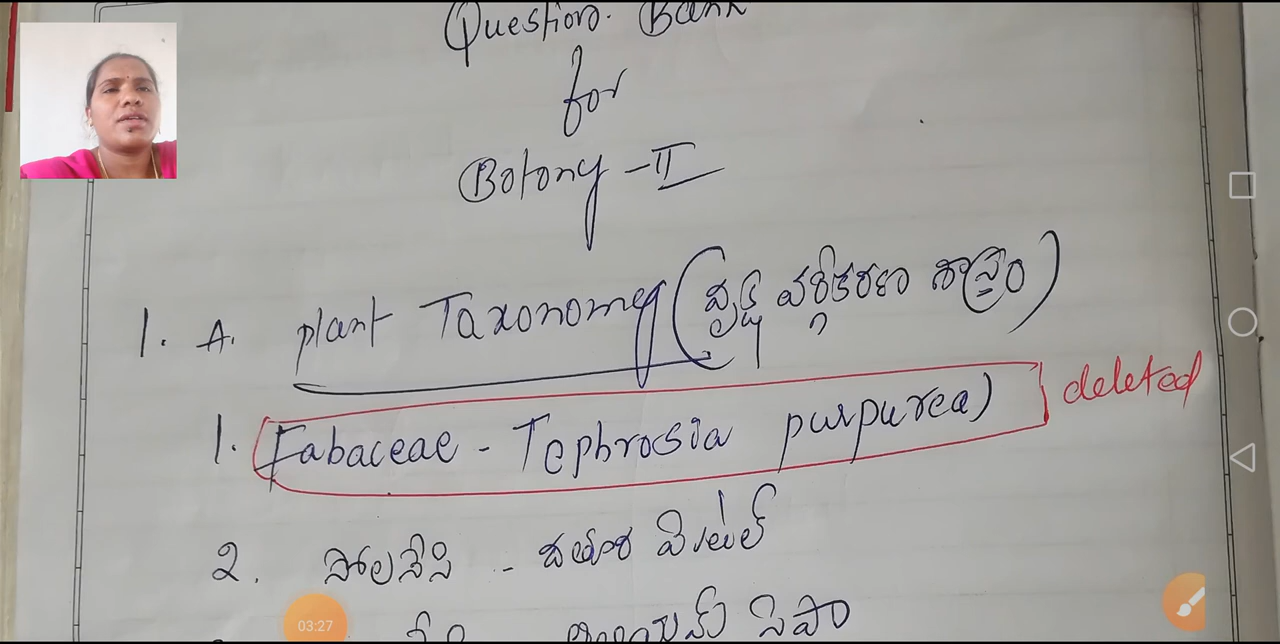 Question Bank
for
Botony - II
1. A. plant Taxonomy (వృక్ష వర్గీకరణ శాస్త్రం)
1. Fabaceae - Tephrosia purpurea) deleted
2. సోలనేసి - దతూర మిటల్
03:27